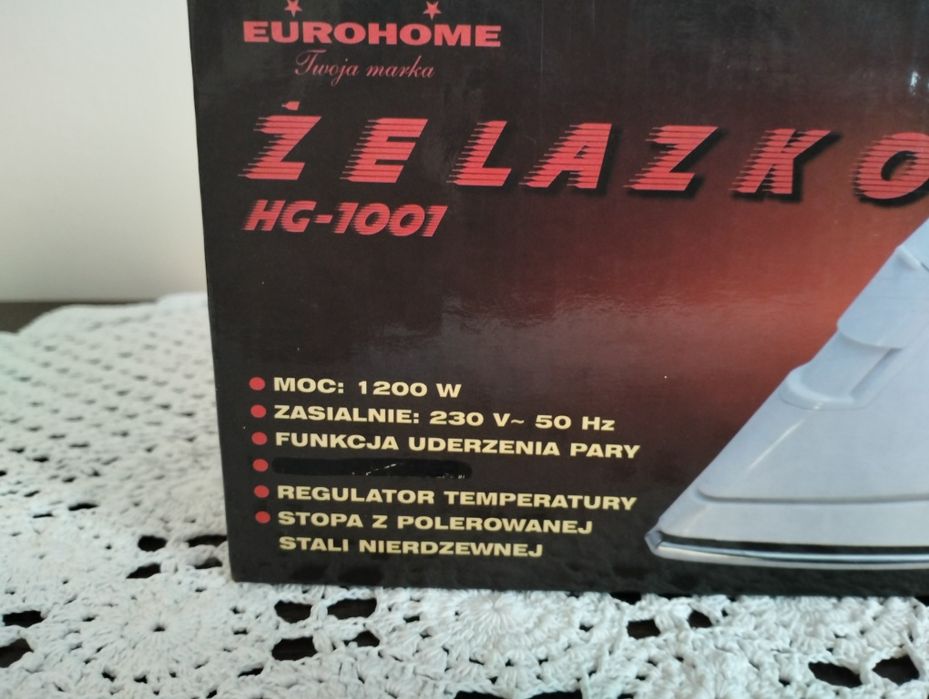 EUROHOME
Twoja marka
ŻELAZKO
HG-1001
MOC: 1200 W
ZASIALNIE: 230 V~ 50 Hz
FUNKCJA UDERZENIA PARY
REGULATOR TEMPERATURY
STOPA Z POLEROWANEJ
STALI NIERDZEWNEJ